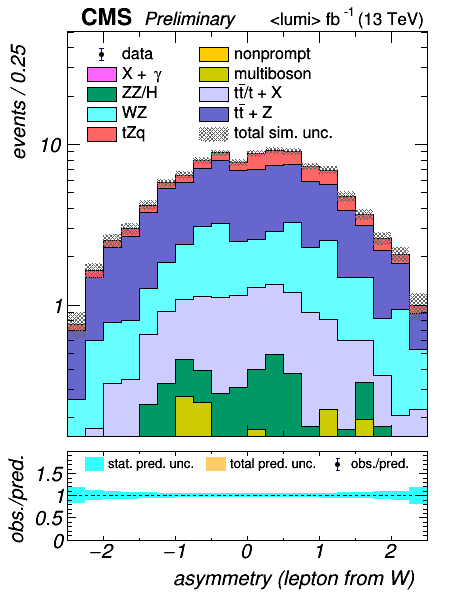 CMS Preliminary <lumi> fb⁻¹ (13 TeV)
events / 0.25
data
nonprompt
X + γ
multiboson
ZZ/H
tt̄/t + X
WZ
tt̄ + Z
tZq
total sim. unc.
10
1
obs./pred.
stat. pred. unc.
total pred. unc.
obs./pred.
1.5
1
0.5
0
−2 −1 0 1 2
asymmetry (lepton from W)